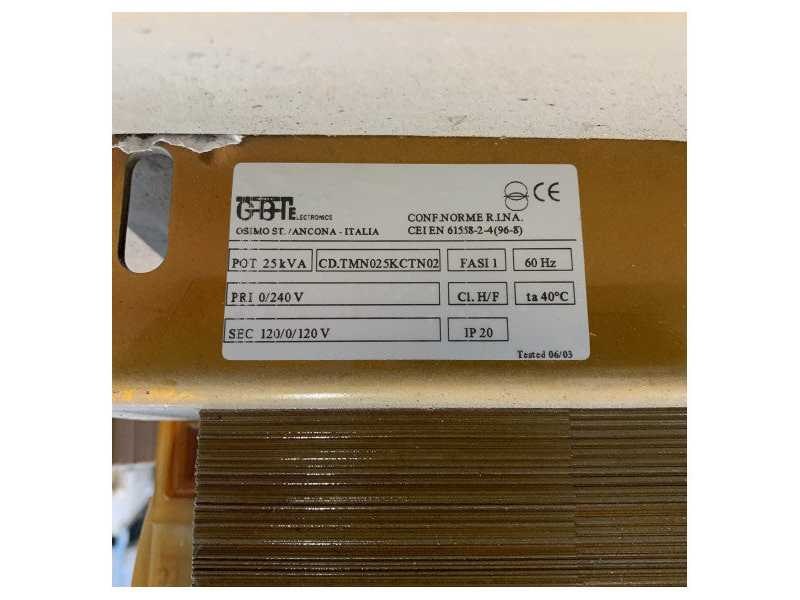 G-B-T ELECTRONICS
OSIMO ST. /ANCONA - ITALIA
CONF.NORME R.I.NA.
CEI EN 61558-2-4(96-8)
CE
POT 25 kVA CD.TMN025KCTN02 FASI 1 60 Hz
PRI 0/240 V Cl. H/F ta 40°C
SEC 120/0/120 V IP 20
Tested 06/03